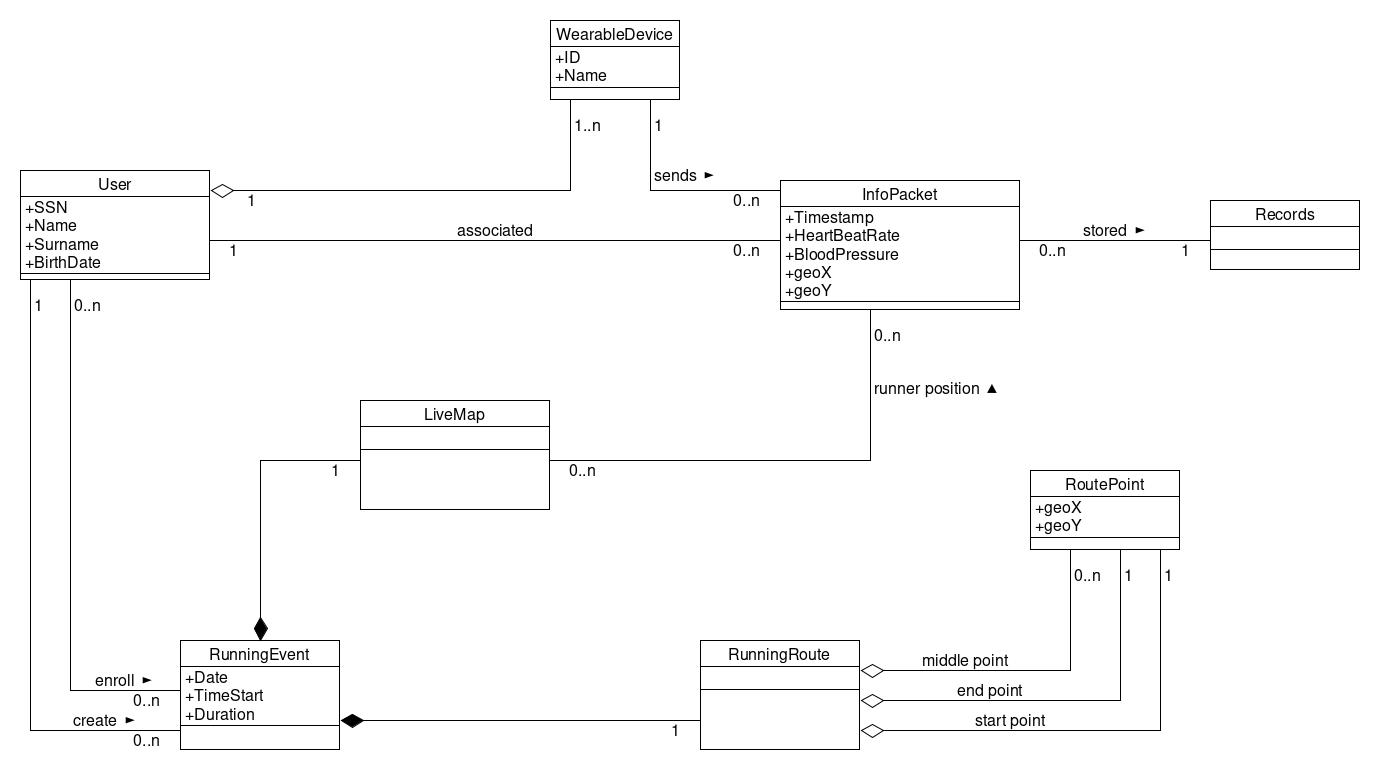 WearableDevice
+ID
+Name
1..n
1
sends ►
0..n
User
+SSN
+Name
+Surname
+BirthDate
1
associated
1
0..n
InfoPacket
+Timestamp
+HeartBeatRate
+BloodPressure
+geoX
+geoY
stored ►
0..n
1
Records
1
0..n
0..n
runner position ▲
LiveMap
1
0..n
RoutePoint
+geoX
+geoY
0..n
1
1
enroll ►
0..n
create ►
0..n
RunningEvent
+Date
+TimeStart
+Duration
1
RunningRoute
middle point
end point
start point